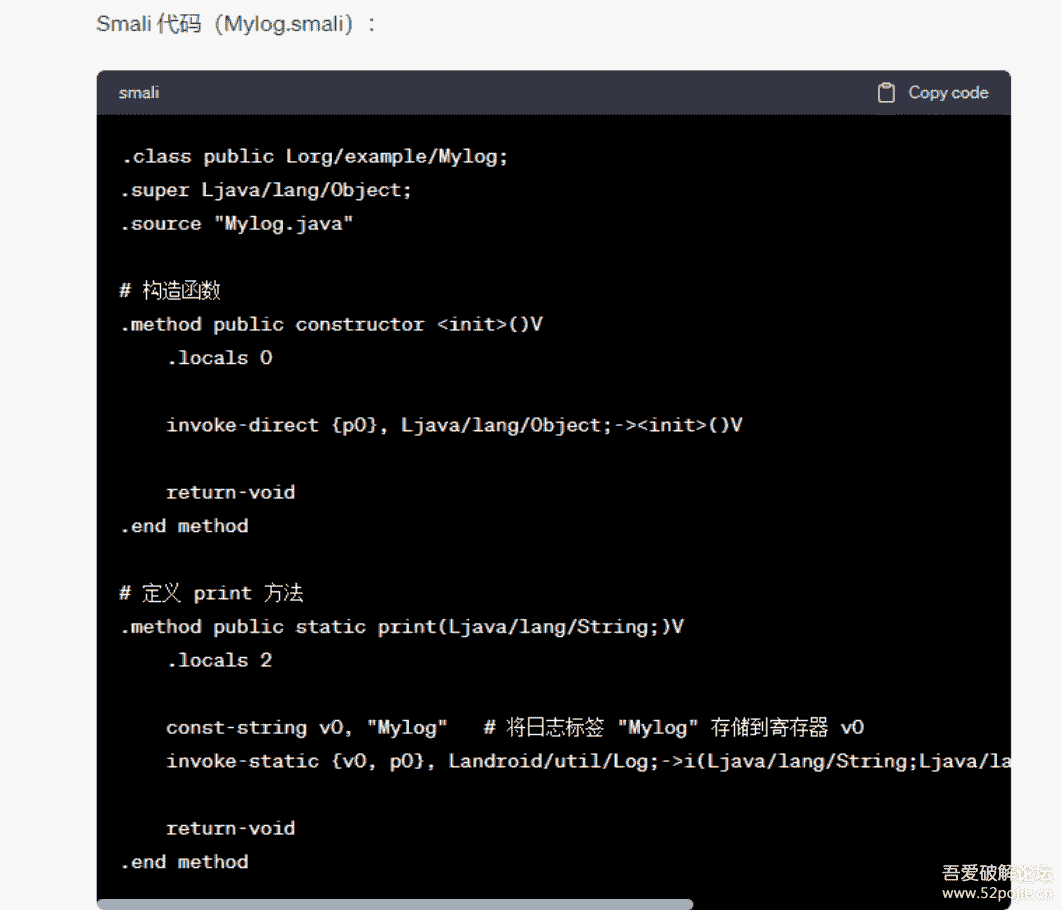 Smali 代码（Mylog.smali）：
smali
Copy code
.class public Lorg/example/Mylog;
.super Ljava/lang/Object;
.source "Mylog.java"
# 构造函数
.method public constructor <init>()V
.locals 0
invoke-direct {p0}, Ljava/lang/Object;-><init>()V
return-void
.end method
# 定义 print 方法
.method public static print(Ljava/lang/String;)V
.locals 2
const-string v0, "Mylog" # 将日志标签 "Mylog" 存储到寄存器 v0
invoke-static {v0, p0}, Landroid/util/Log;->i(Ljava/lang/String;Ljava/la
return-void
.end method
吾爱破解论坛
www.52pojie.cn